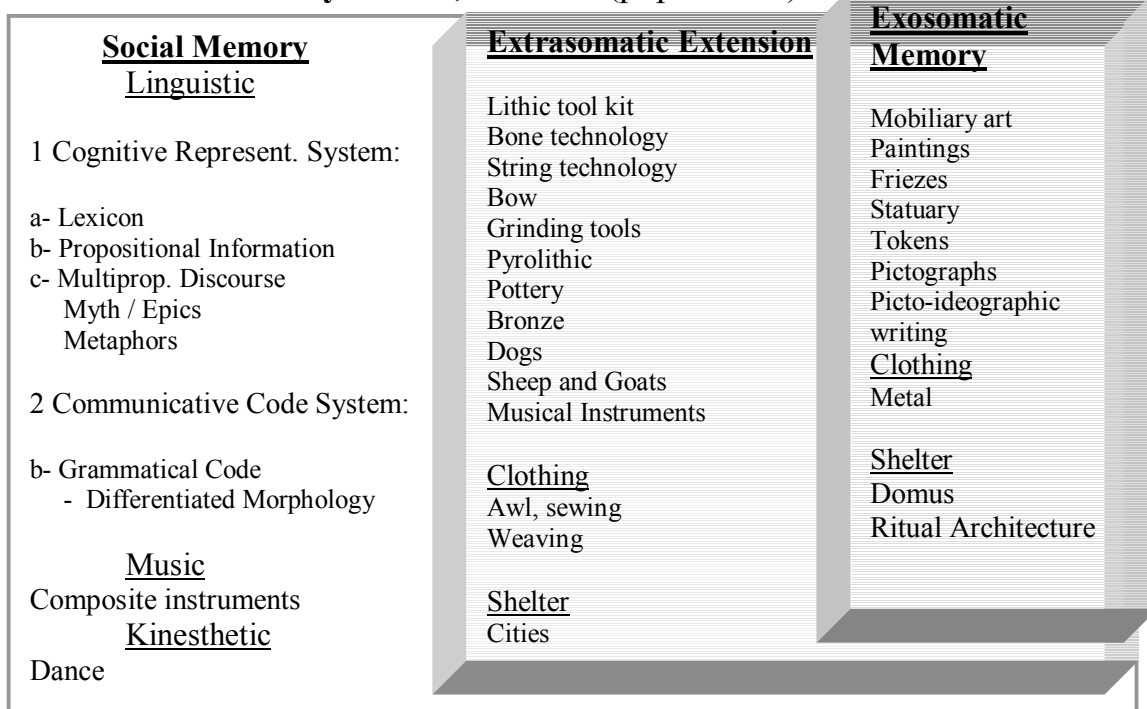 Social Memory
Linguistic
1 Cognitive Represent. System:
a- Lexicon
b- Propositional Information
c- Multiprop. Discourse
Myth / Epics
Metaphors
2 Communicative Code System:
b- Grammatical Code
- Differentiated Morphology
Music
Composite instruments
Kinesthetic
Dance
Extrasomatic Extension
Lithic tool kit
Bone technology
String technology
Bow
Grinding tools
Pyrolithic
Pottery
Bronze
Dogs
Sheep and Goats
Musical Instruments
Clothing
Awl, sewing
Weaving
Shelter
Cities
Exosomatic
Memory
Mobiliary art
Paintings
Friezes
Statuary
Tokens
Pictographs
Picto-ideographic
writing
Clothing
Metal
Shelter
Domus
Ritual Architecture